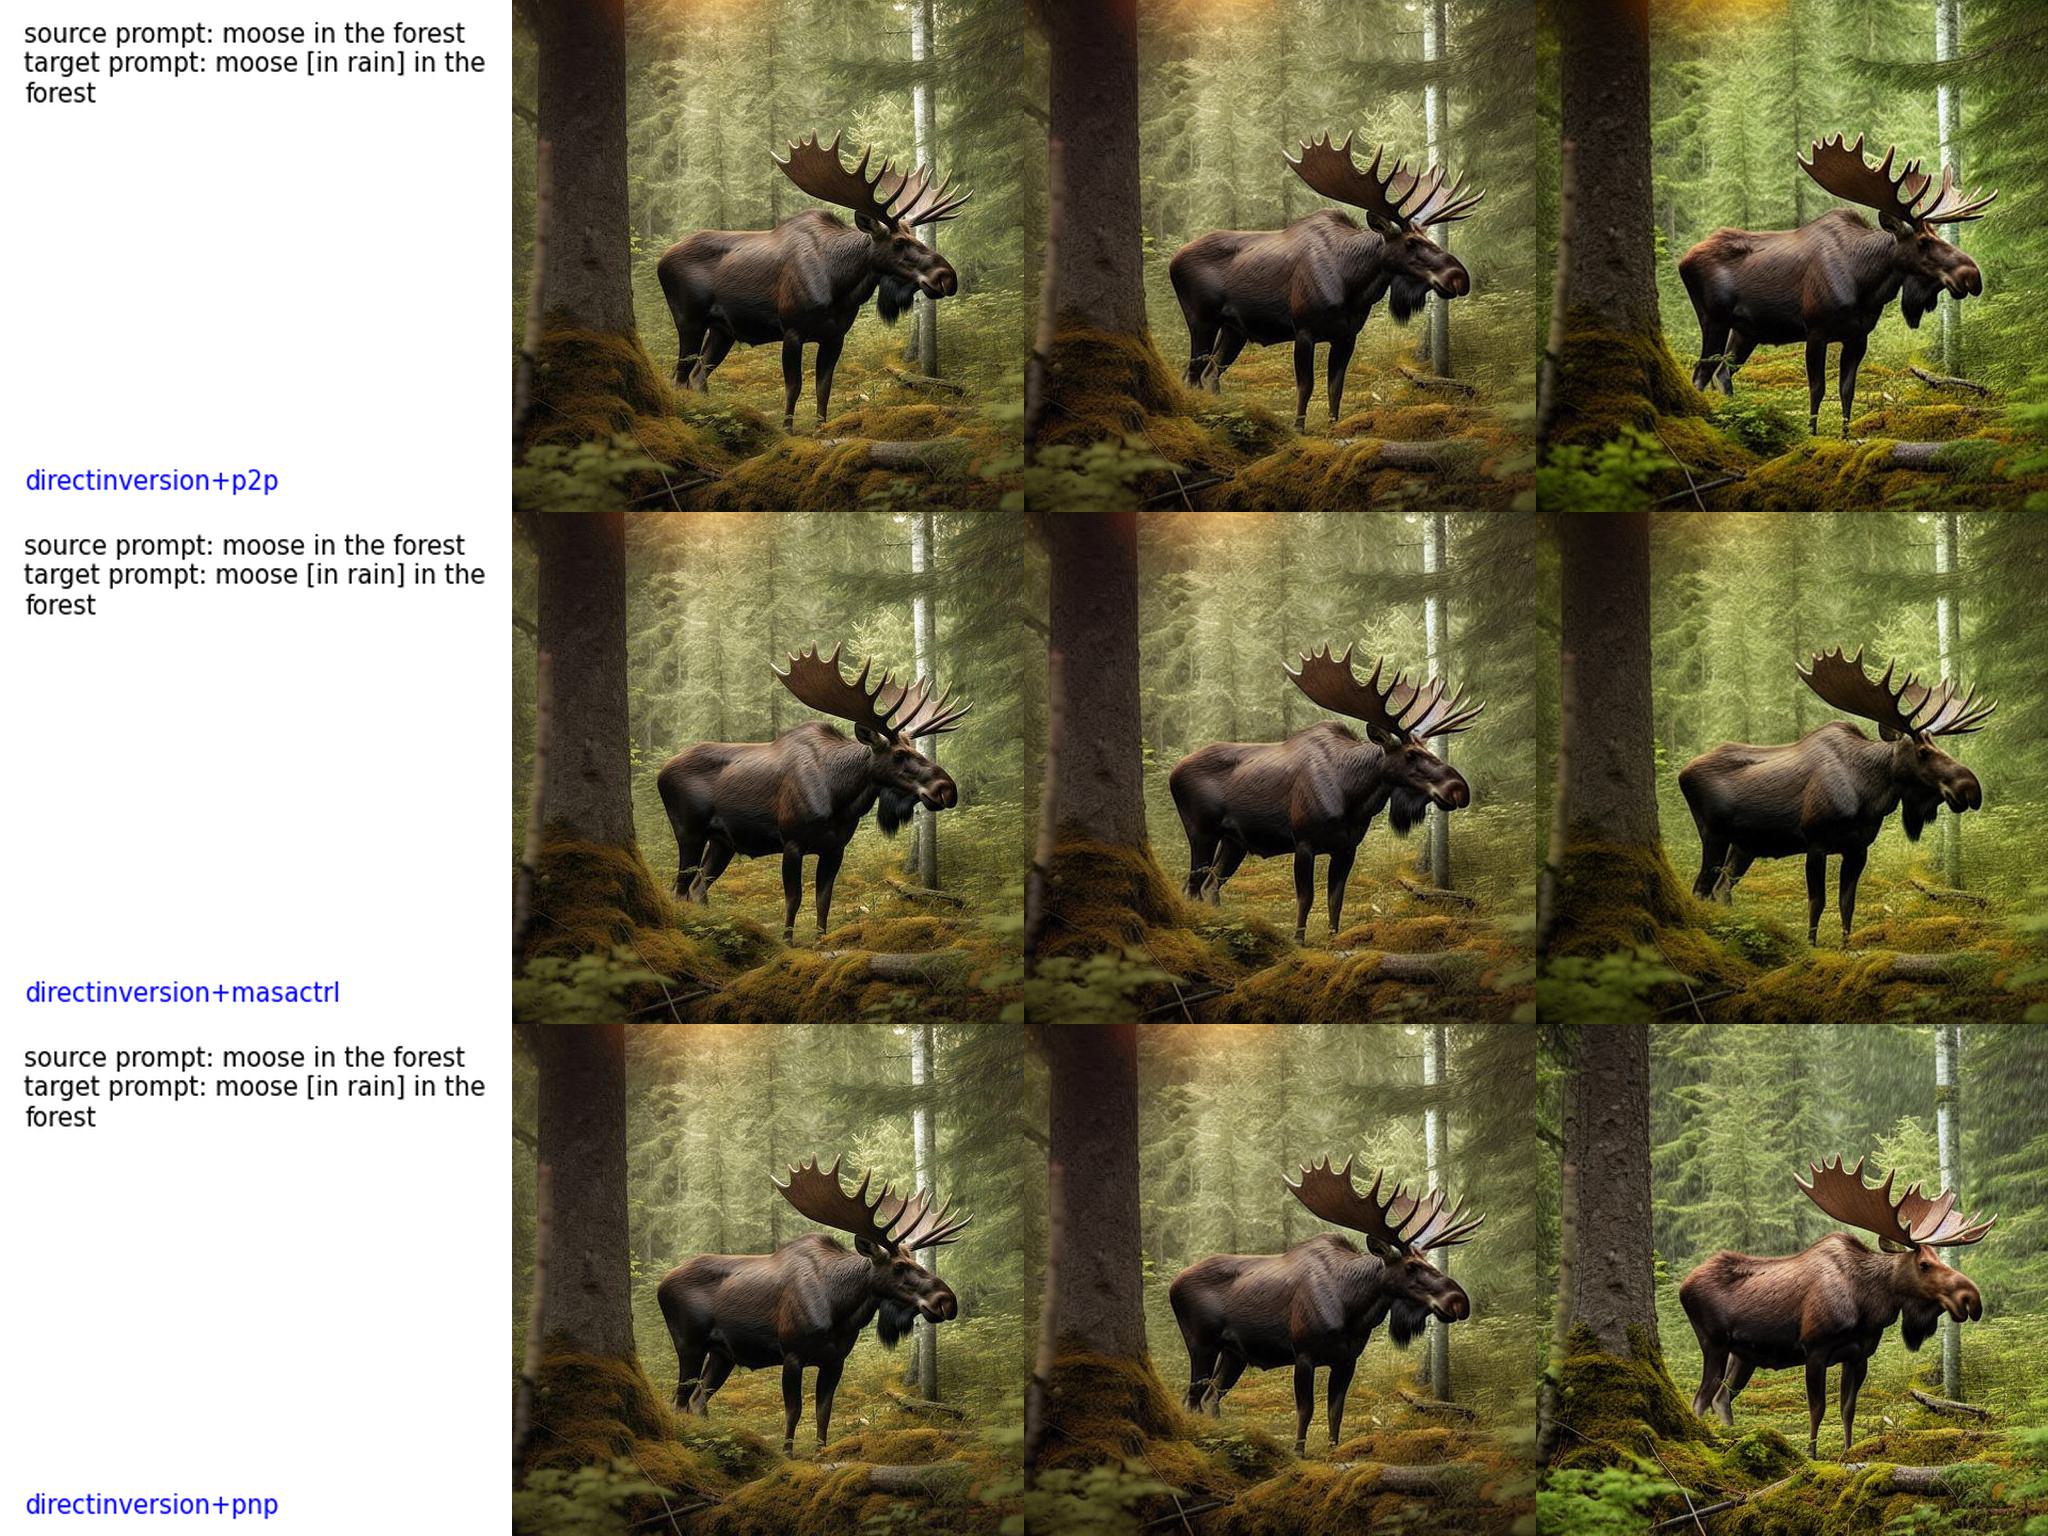 source prompt: moose in the forest
target prompt: moose [in rain] in the
forest
directinversion+p2p
source prompt: moose in the forest
target prompt: moose [in rain] in the
forest
directinversion+masactrl
source prompt: moose in the forest
target prompt: moose [in rain] in the
forest
directinversion+pnp